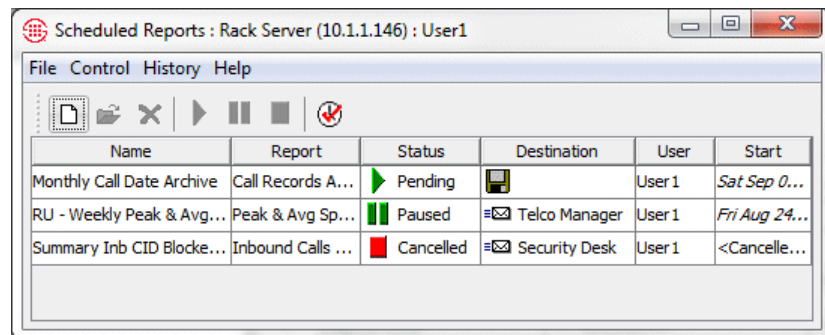 Scheduled Reports : Rack Server (10.1.1.146) : User1
File Control History Help
Name Report Status Destination User Start
Monthly Call Date Archive Call Records A... Pending User1 Sat Sep 0...
RU - Weekly Peak & Avg... Peak & Avg Sp... Paused Telco Manager User1 Fri Aug 24...
Summary Inb CID Blocke... Inbound Calls ... Cancelled Security Desk User1 <Cancelle...